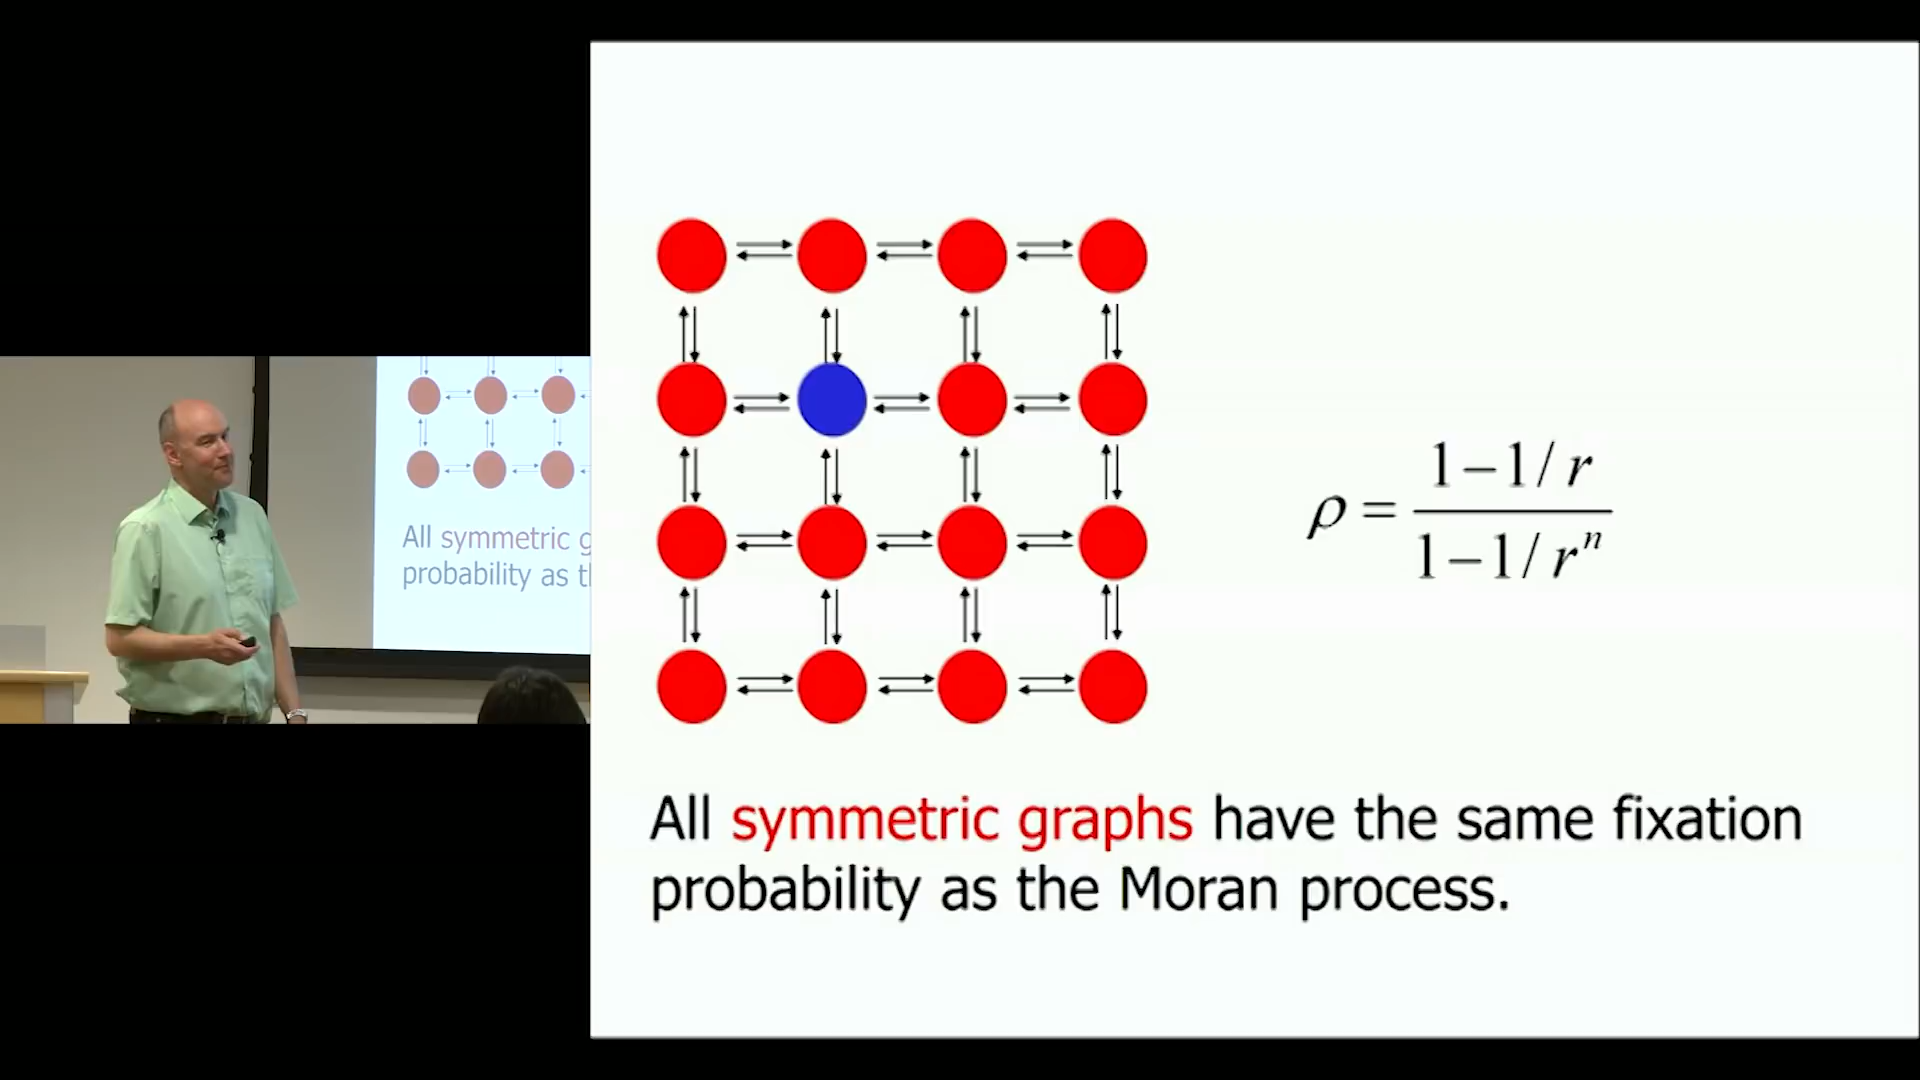 All symmetric g
probability as t
ρ = 1−1/r / 1−1/rⁿ
All symmetric graphs have the same fixation
probability as the Moran process.